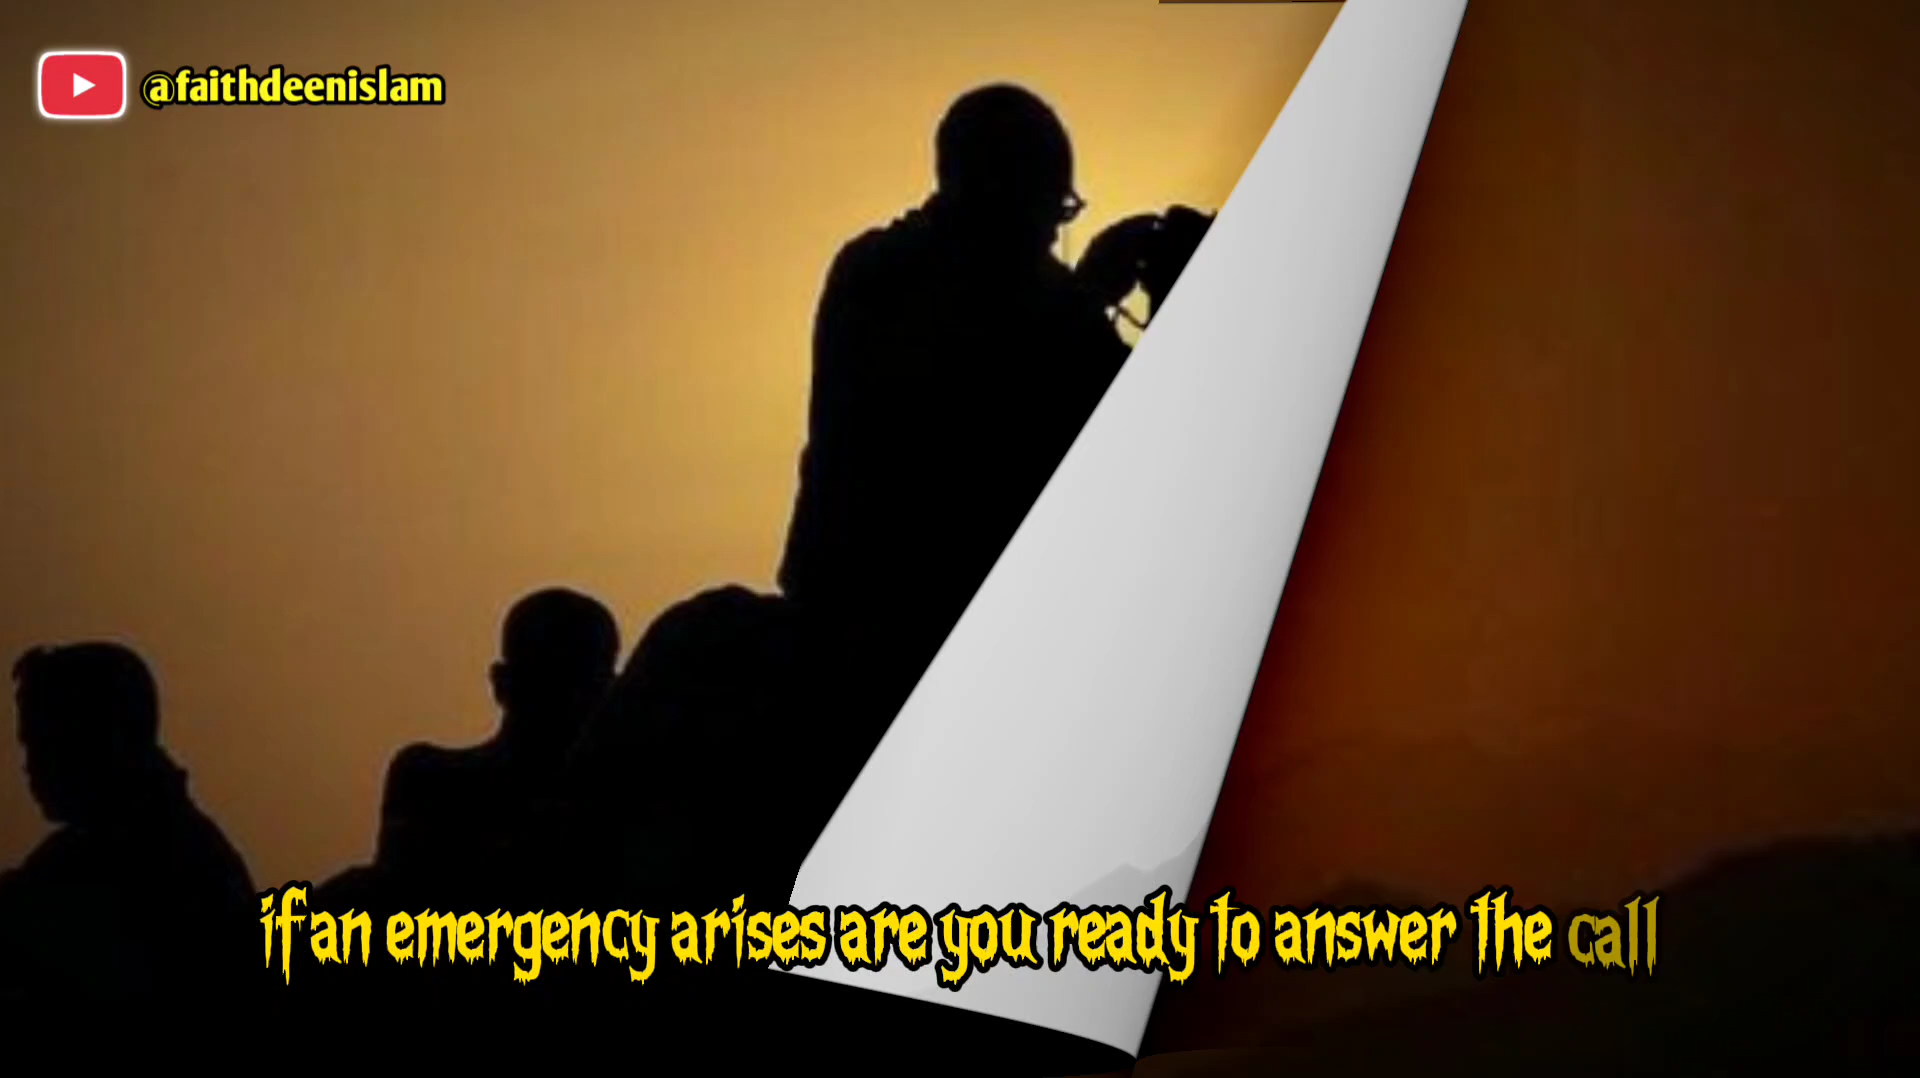 @faithdeenislam
if an emergency arises are you ready to answer the call